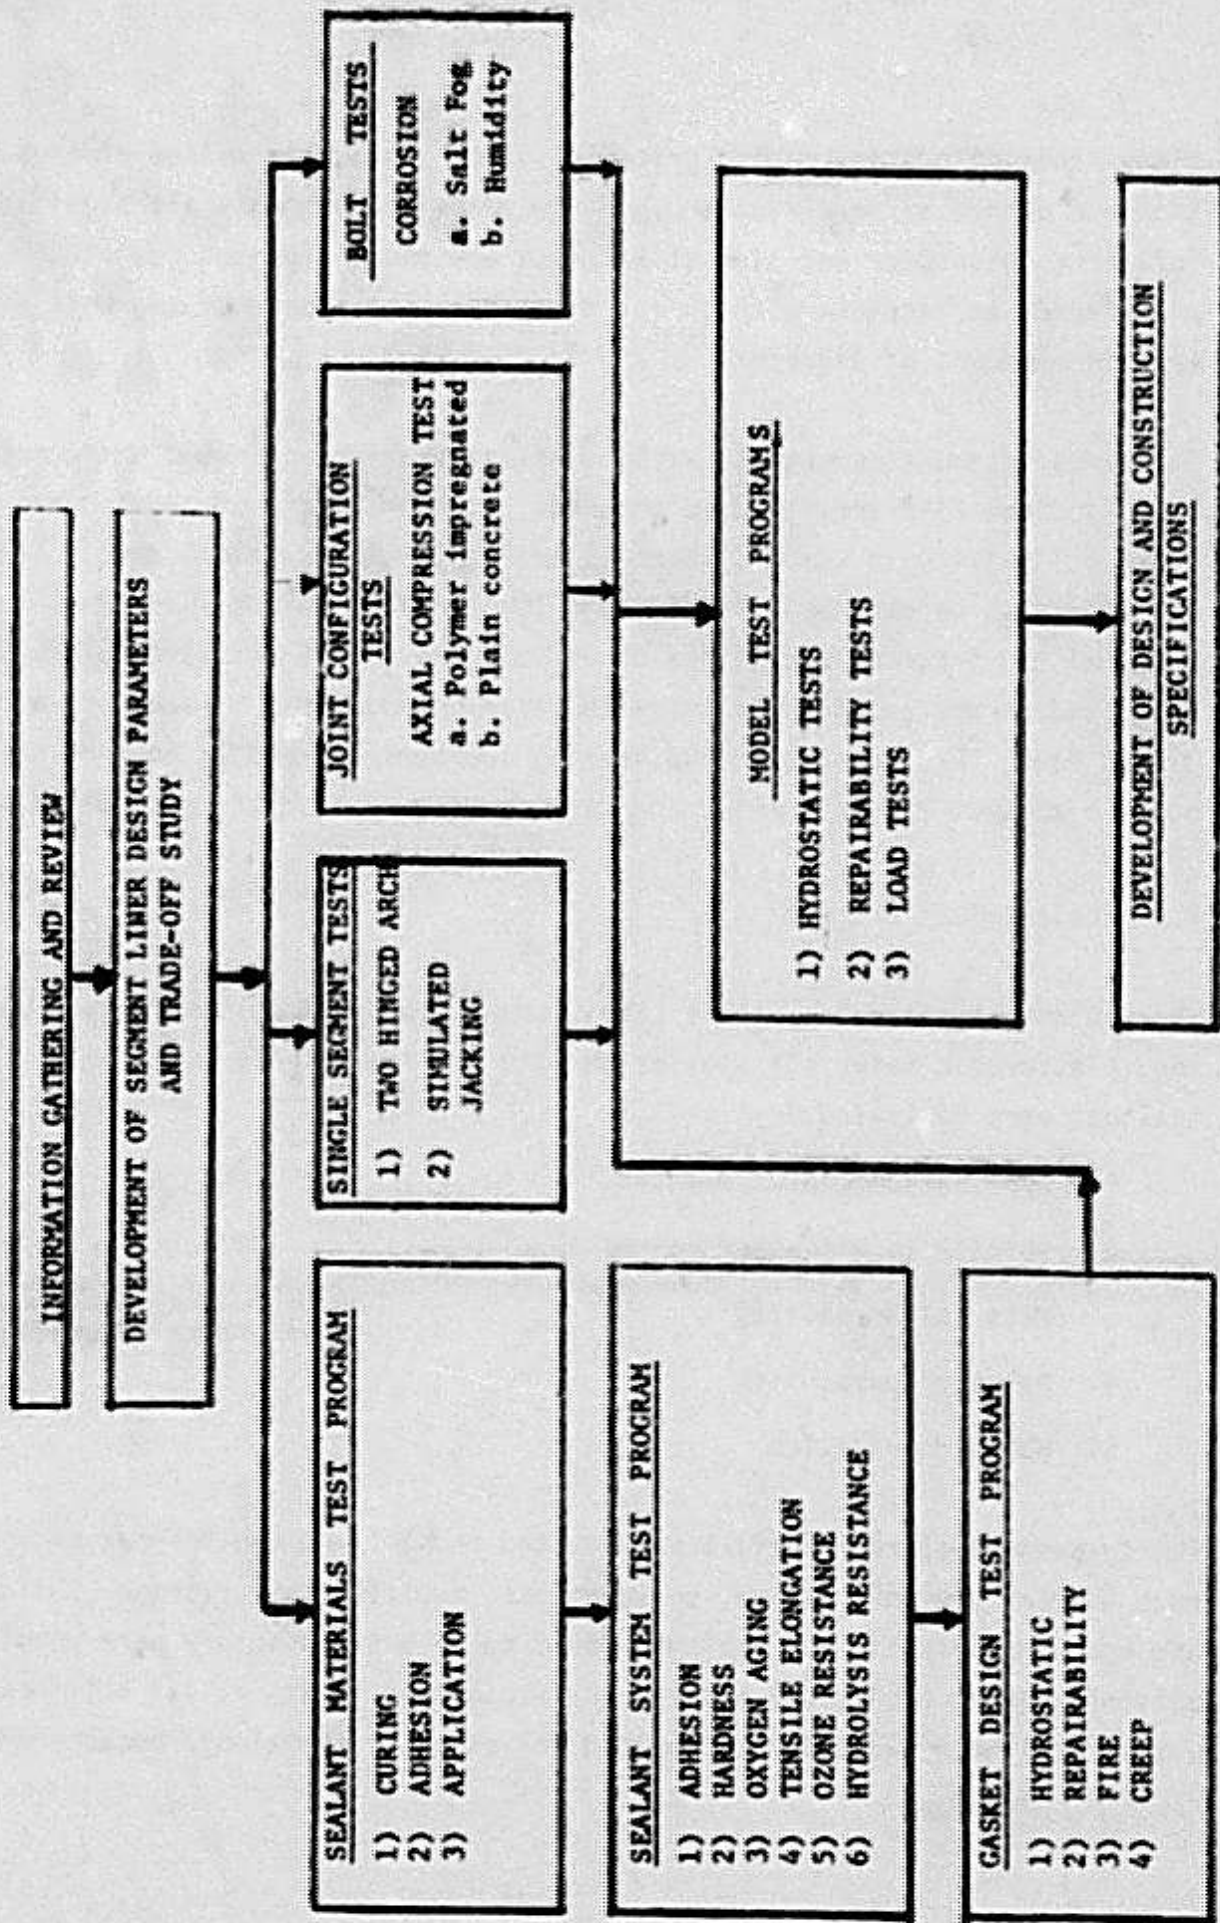 INFORMATION GATHERING AND REVIEW
DEVELOPMENT OF SEGMENT LINER DESIGN PARAMETERS
AND TRADE-OFF STUDY
SEALANT MATERIALS TEST PROGRAM
1) CURING
2) ADHESION
3) APPLICATION
SINGLE SEGMENT TESTS
1) TWO HINGED ARCH
2) SIMULATED
JACKING
JOINT CONFIGURATION
TESTS
AXIAL COMPRESSION TEST
a. Polymer impregnated
b. Plain concrete
BOLT TESTS
CORROSION
a. Salt Fog
b. Humidity
SEALANT SYSTEM TEST PROGRAM
1) ADHESION
2) HARDNESS
3) OXYGEN AGING
4) TENSILE ELONGATION
5) OZONE RESISTANCE
6) HYDROLYSIS RESISTANCE
GASKET DESIGN TEST PROGRAM
1) HYDROSTATIC
2) REPAIRABILITY
3) FIRE
4) CREEP
MODEL TEST PROGRAMS
1) HYDROSTATIC TESTS
2) REPAIRABILITY TESTS
3) LOAD TESTS
DEVELOPMENT OF DESIGN AND CONSTRUCTION
SPECIFICATIONS